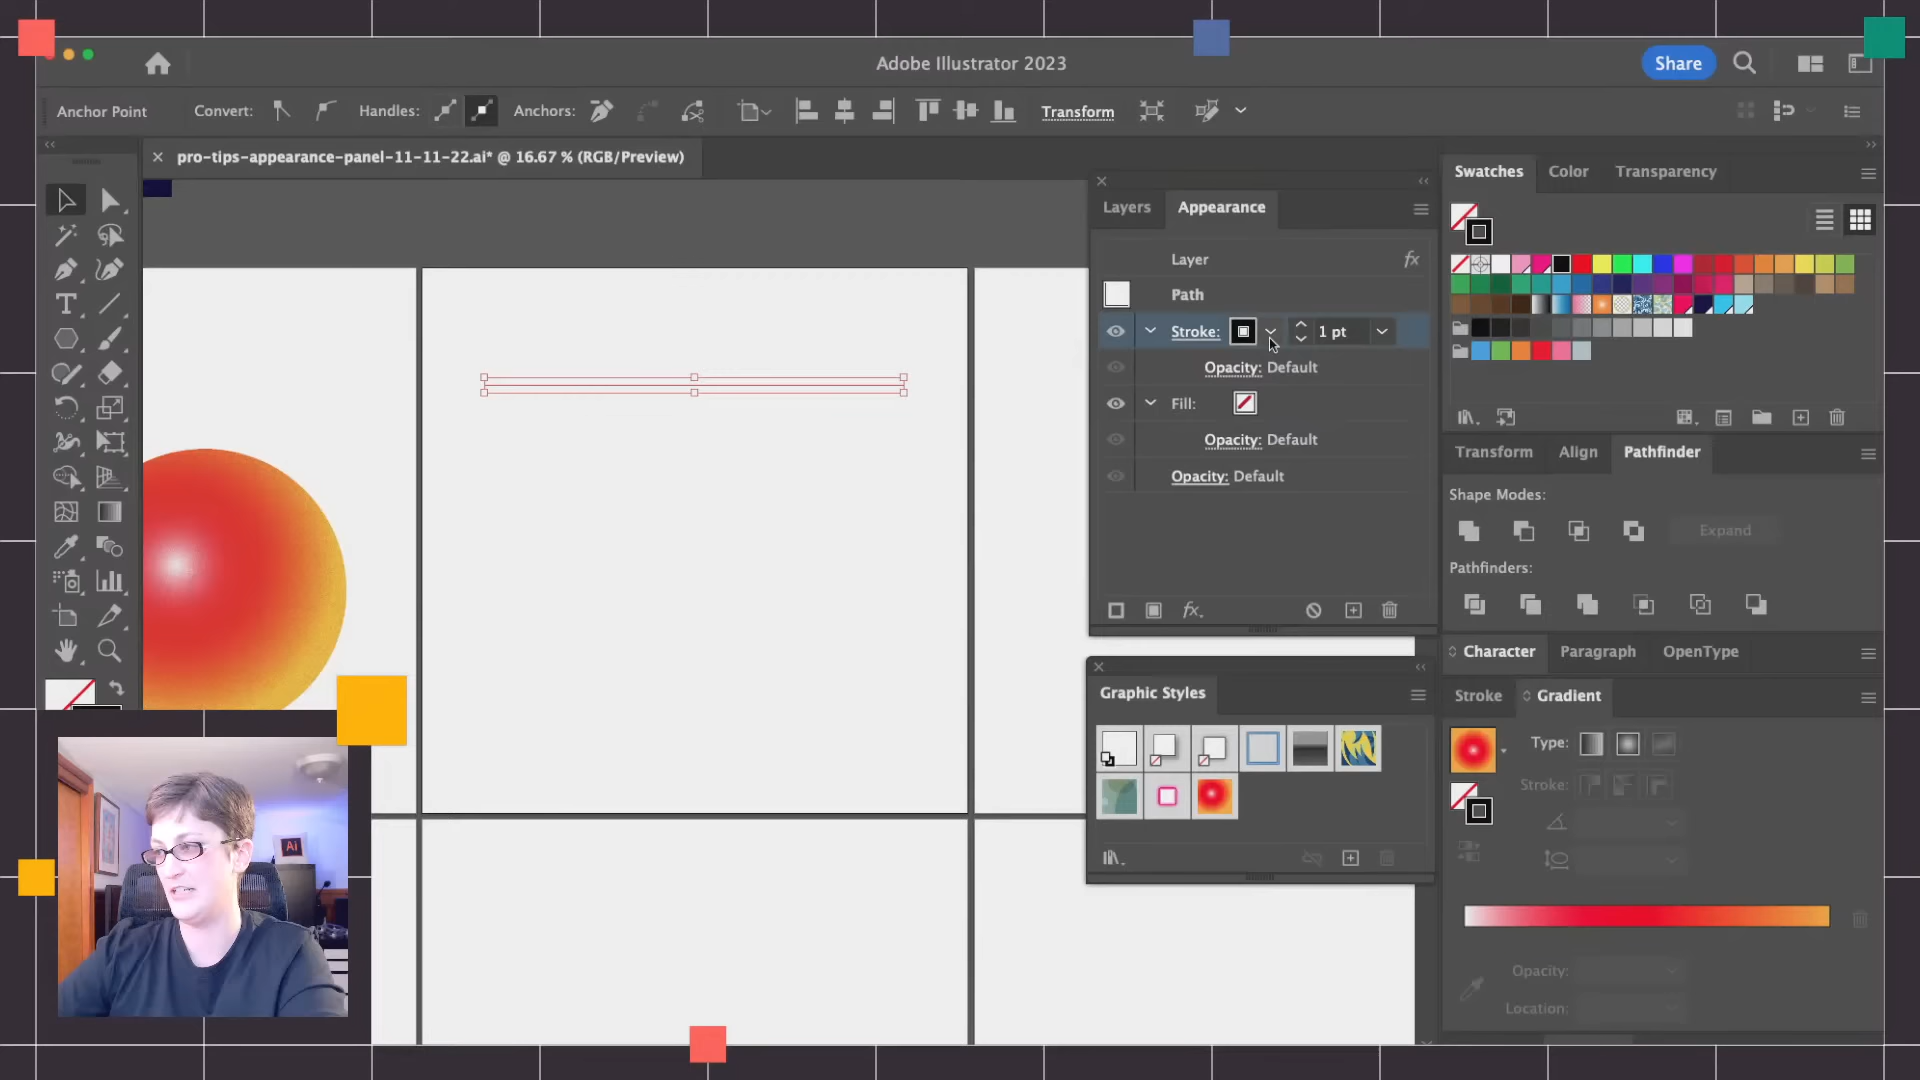 Adobe Illustrator 2023
Share
Anchor Point
Convert:
Handles:
Anchors:
Transform
pro-tips-appearance-panel-11-11-22.ai* @ 16.67 % (RGB/Preview)
Layers
Appearance
Layer
fx
Path
Stroke:
1 pt
Opacity: Default
Fill:
Opacity: Default
Opacity: Default
fx.
Graphic Styles
Swatches
Color
Transparency
Transform
Align
Pathfinder
Shape Modes:
Expand
Pathfinders:
Character
Paragraph
OpenType
Stroke
Gradient
Type:
Stroke:
Opacity:
Location:
Ai